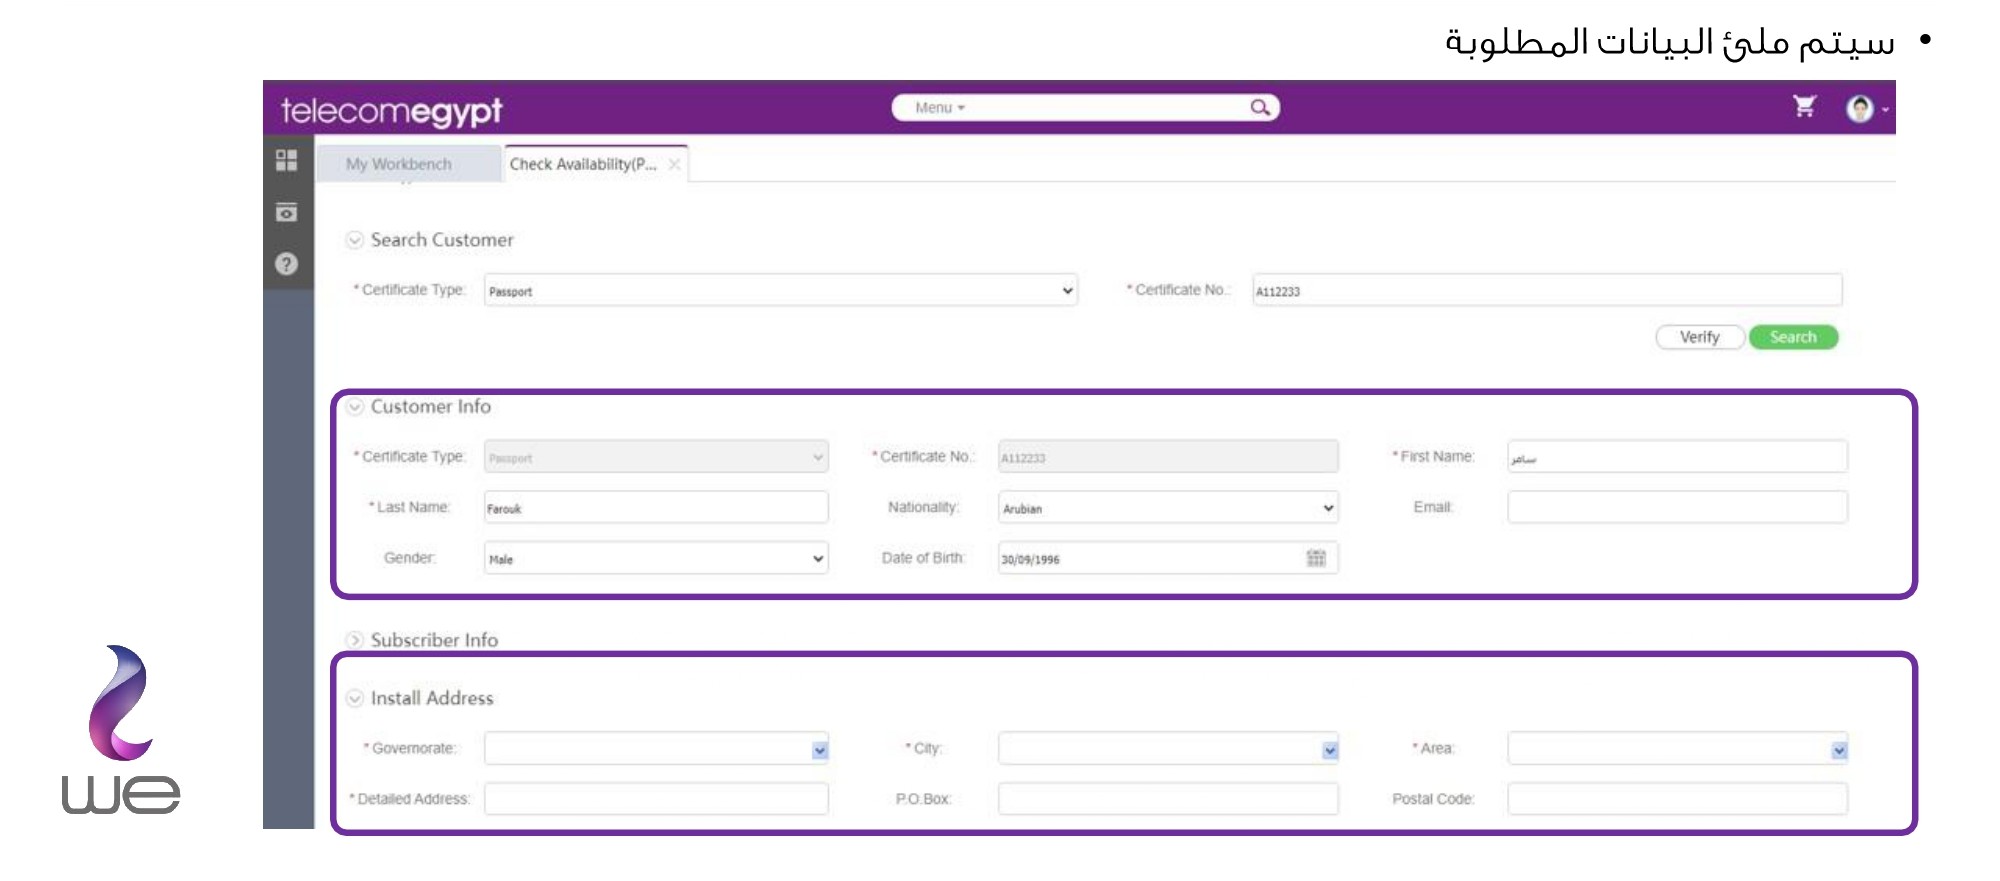 • سيتم ملئ البيانات المطلوبة
telecomegypt
Menu
My Workbench Check Availability(P...
Search Customer
* Certificate Type: Passport * Certificate No.: A112233
Verify Search
Customer Info
* Certificate Type: Passport * Certificate No.: A112233 * First Name: سامر
* Last Name: Farouk Nationality: Arubian Email:
Gender: Male Date of Birth: 30/09/1996
Subscriber Info
Install Address
* Governorate: * City: * Area:
* Detailed Address: P.O.Box: Postal Code:
we